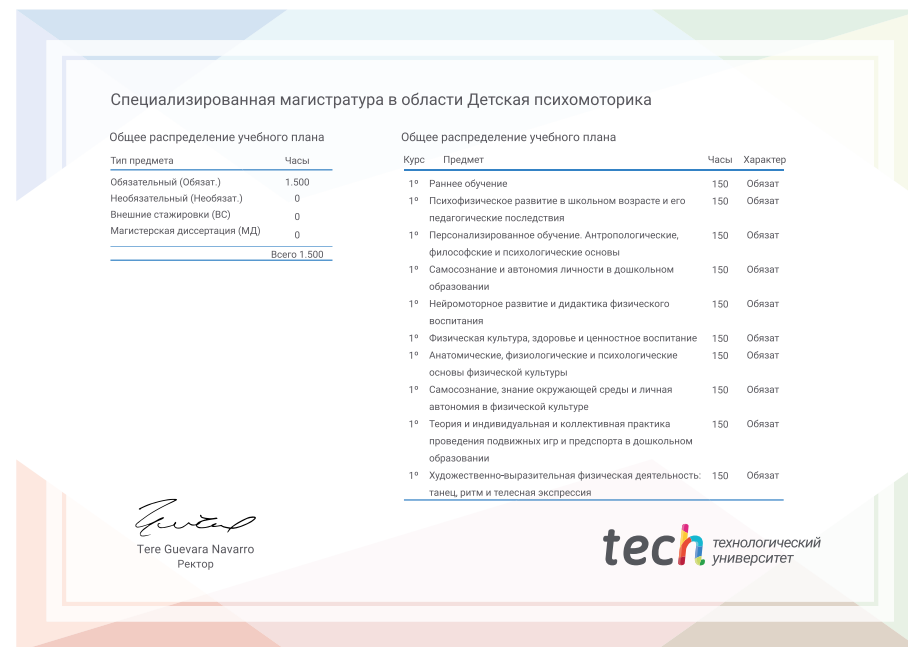 Специализированная магистратура в области Детская психомоторика
Общее распределение учебного плана
Тип предмета Часы
Обязательный (Обязат.) 1.500
Необязательный (Необязат.) 0
Внешние стажировки (ВС) 0
Магистерская диссертация (МД) 0
Всего 1.500
Общее распределение учебного плана
Курс Предмет Часы Характер
1º Раннее обучение 150 Обязат
1º Психофизическое развитие в школьном возрасте и его 150 Обязат
педагогические последствия
1º Персонализированное обучение. Антропологические, 150 Обязат
философские и психологические основы
1º Самосознание и автономия личности в дошкольном 150 Обязат
образовании
1º Нейромоторное развитие и дидактика физического 150 Обязат
воспитания
1º Физическая культура, здоровье и ценностное воспитание 150 Обязат
1º Анатомические, физиологические и психологические 150 Обязат
основы физической культуры
1º Самосознание, знание окружающей среды и личная 150 Обязат
автономия в физической культуре
1º Теория и индивидуальная и коллективная практика 150 Обязат
проведения подвижных игр и предспорта в дошкольном
образовании
1º Художественно-выразительная физическая деятельность: 150 Обязат
танец, ритм и телесная экспрессия
Tere Guevara Navarro
Ректор
tech технологический
университет